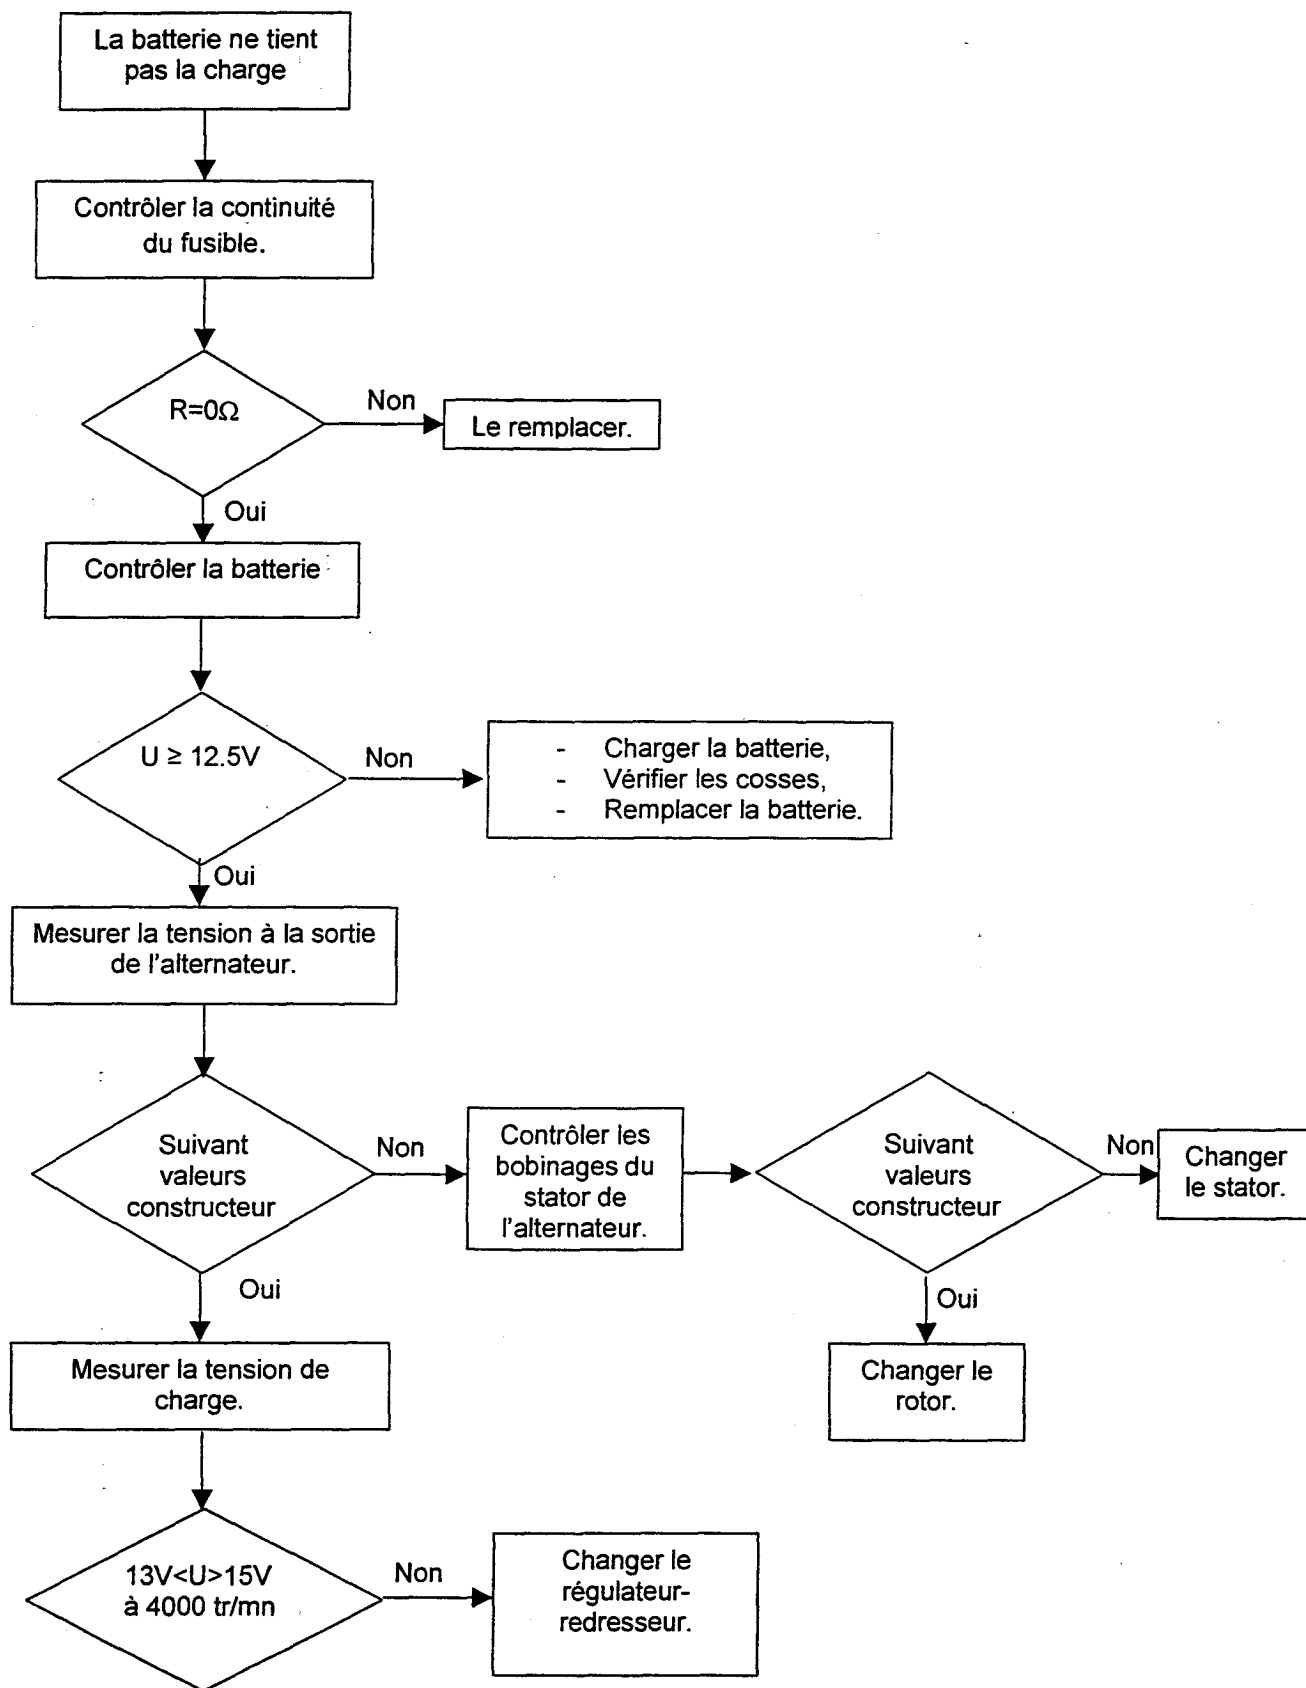 La batterie ne tient
pas la charge
Contrôler la continuité
du fusible.
R=0Ω
Non
Le remplacer.
Oui
Contrôler la batterie
U ≥ 12.5V
Non
- Charger la batterie,
- Vérifier les cosses,
- Remplacer la batterie.
Oui
Mesurer la tension à la sortie
de l'alternateur.
Suivant
valeurs
constructeur
Non
Contrôler les
bobinages du
stator de
l'alternateur.
Suivant
valeurs
constructeur
Non
Changer
le stator.
Oui
Oui
Changer le
rotor.
Mesurer la tension de
charge.
13V<U>15V
à 4000 tr/mn
Non
Changer le
régulateur-
redresseur.